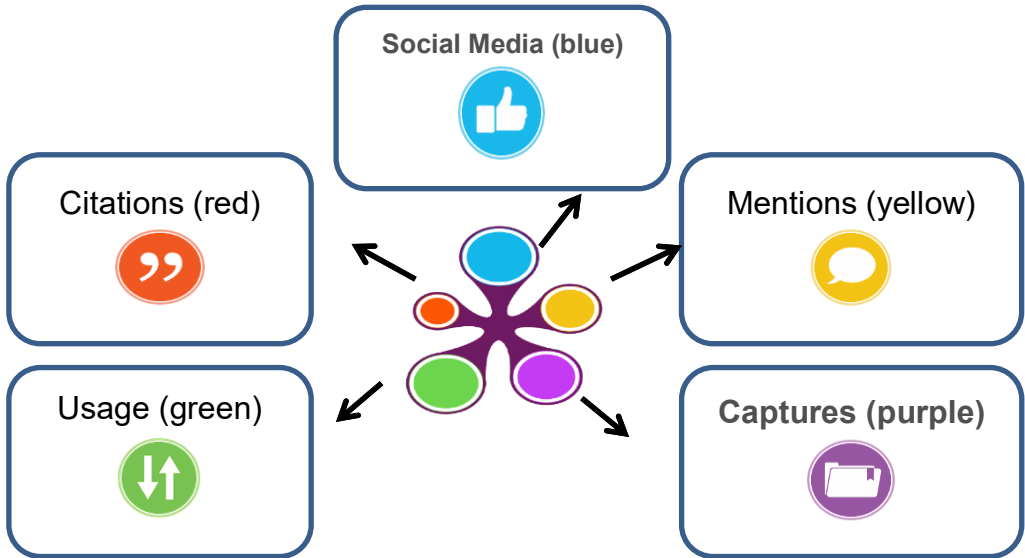 Social Media (blue)
Citations (red)
Mentions (yellow)
Usage (green)
Captures (purple)